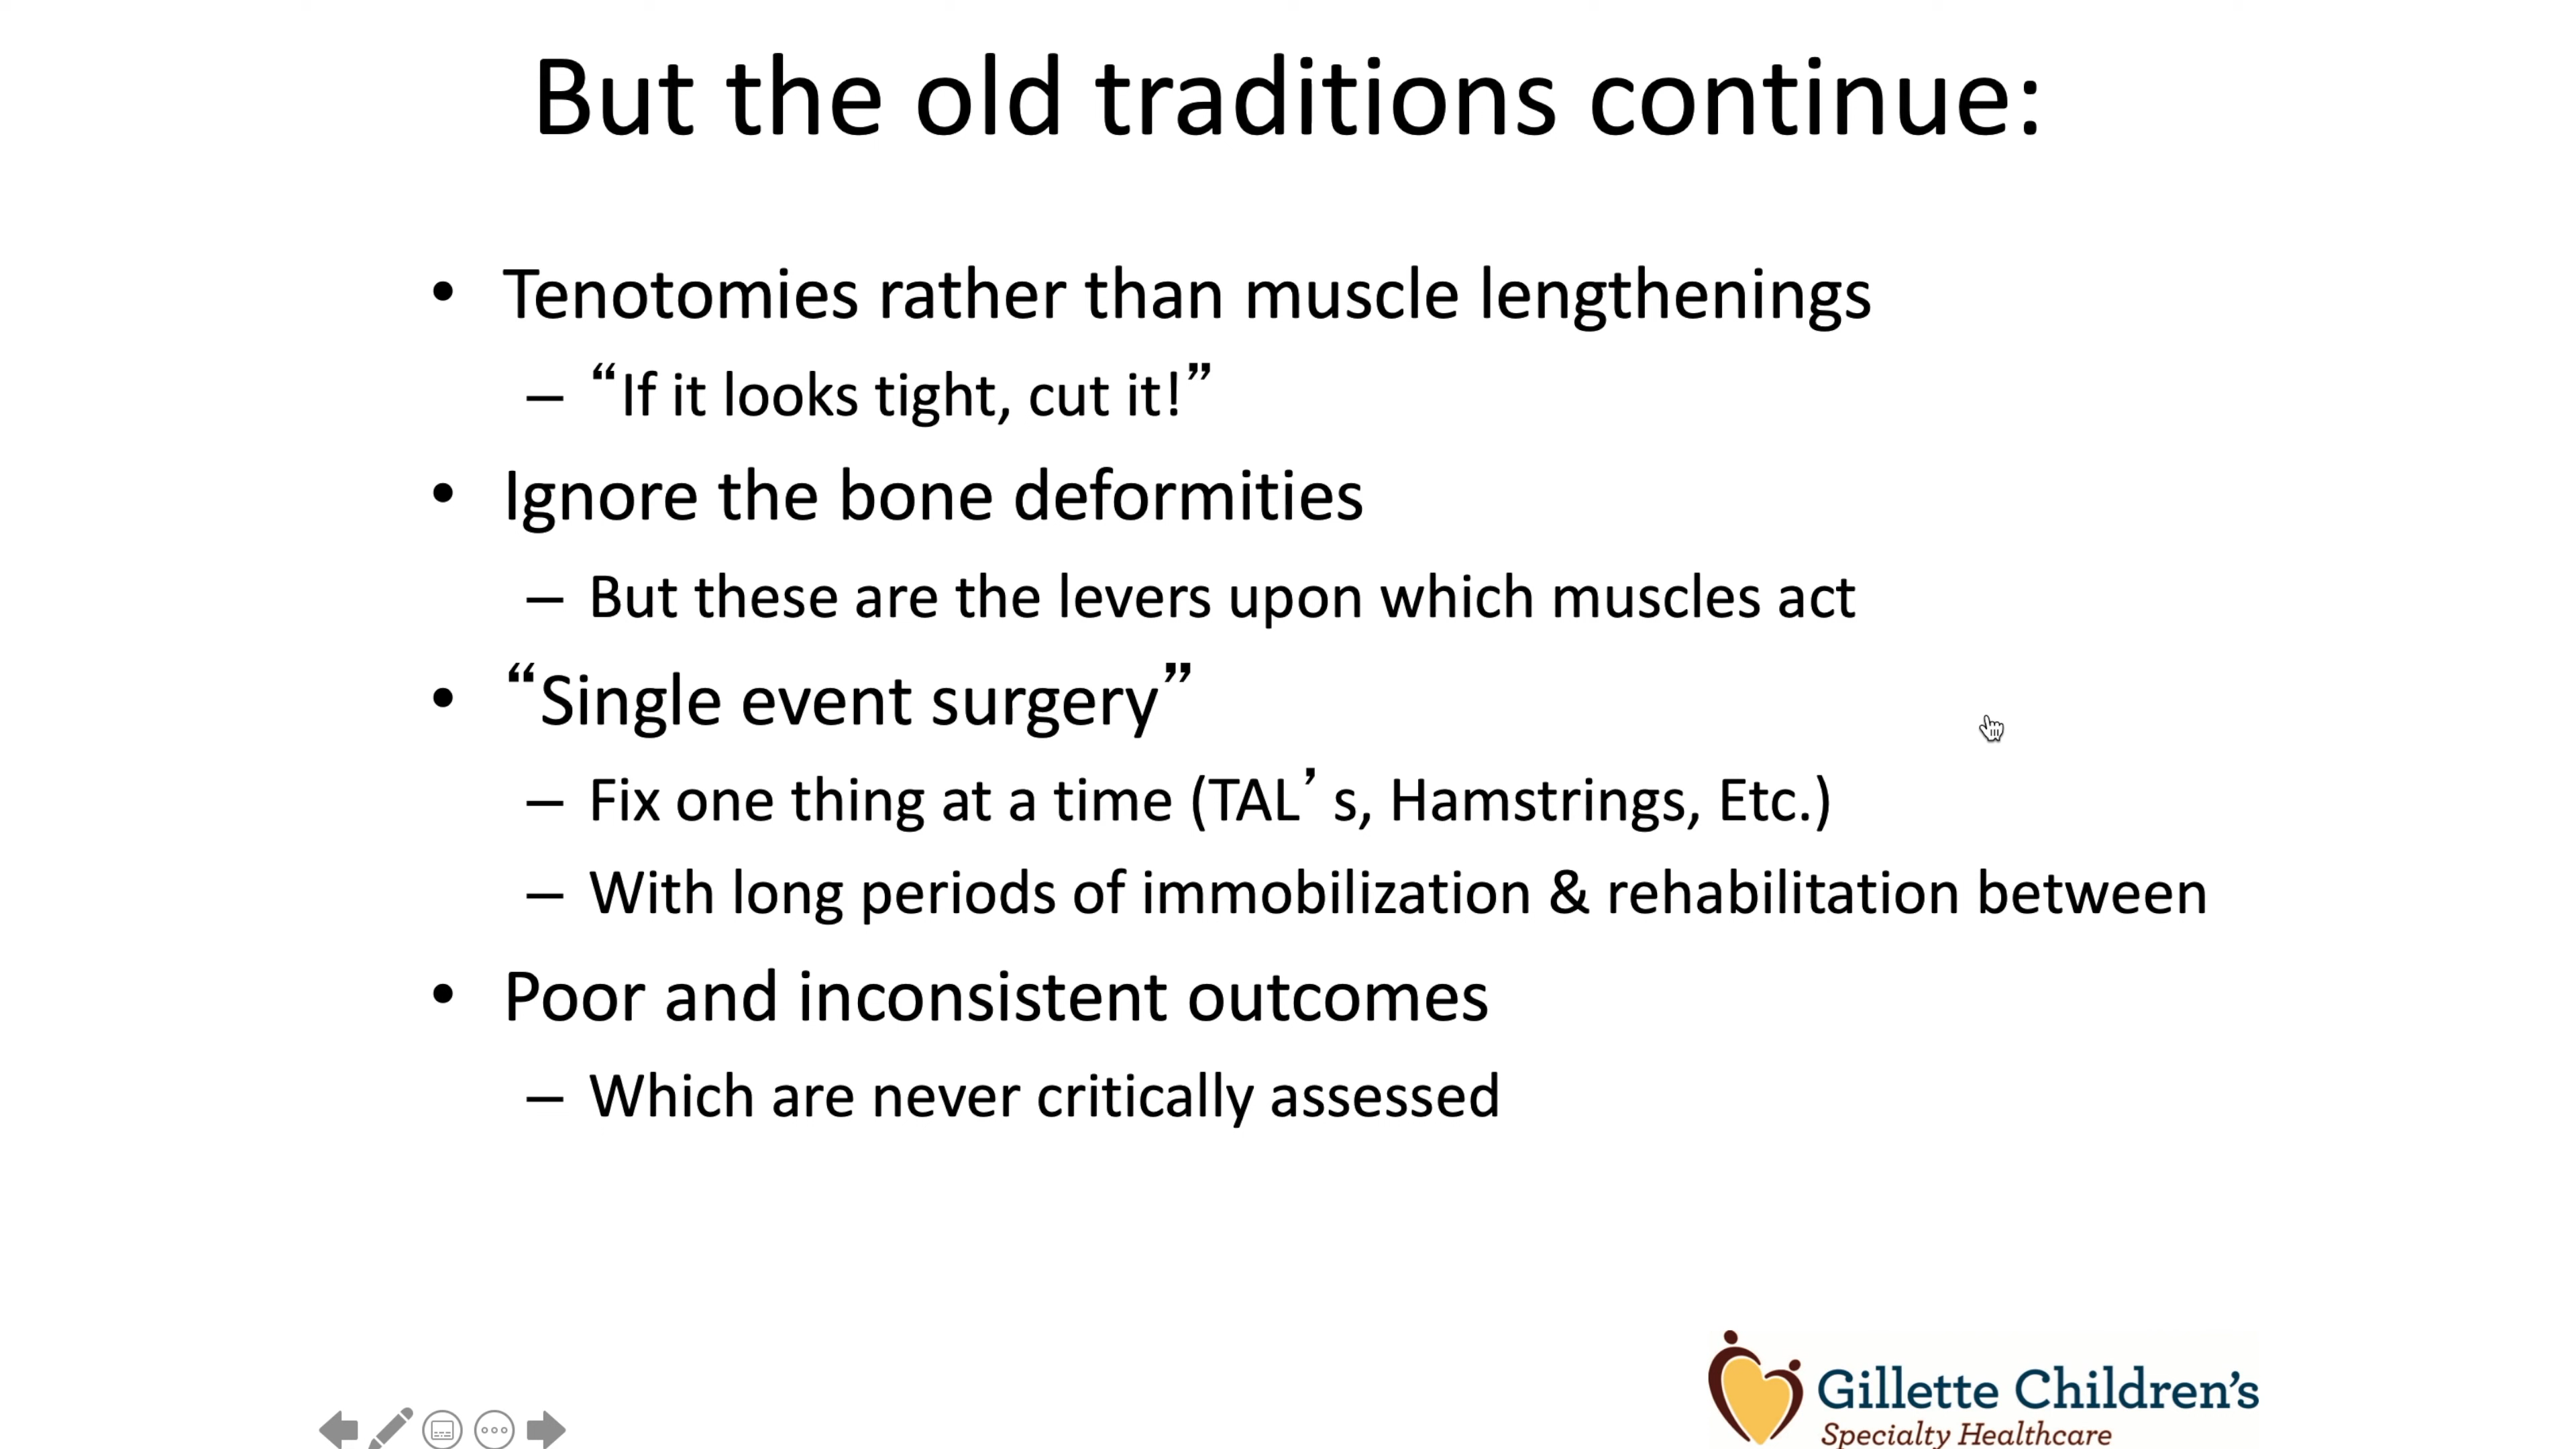 But the old traditions continue:
• Tenotomies rather than muscle lengthenings
– “If it looks tight, cut it!”
• Ignore the bone deformities
– But these are the levers upon which muscles act
• “Single event surgery”
– Fix one thing at a time (TAL’s, Hamstrings, Etc.)
– With long periods of immobilization & rehabilitation between
• Poor and inconsistent outcomes
– Which are never critically assessed
Gillette Children’s
Specialty Healthcare